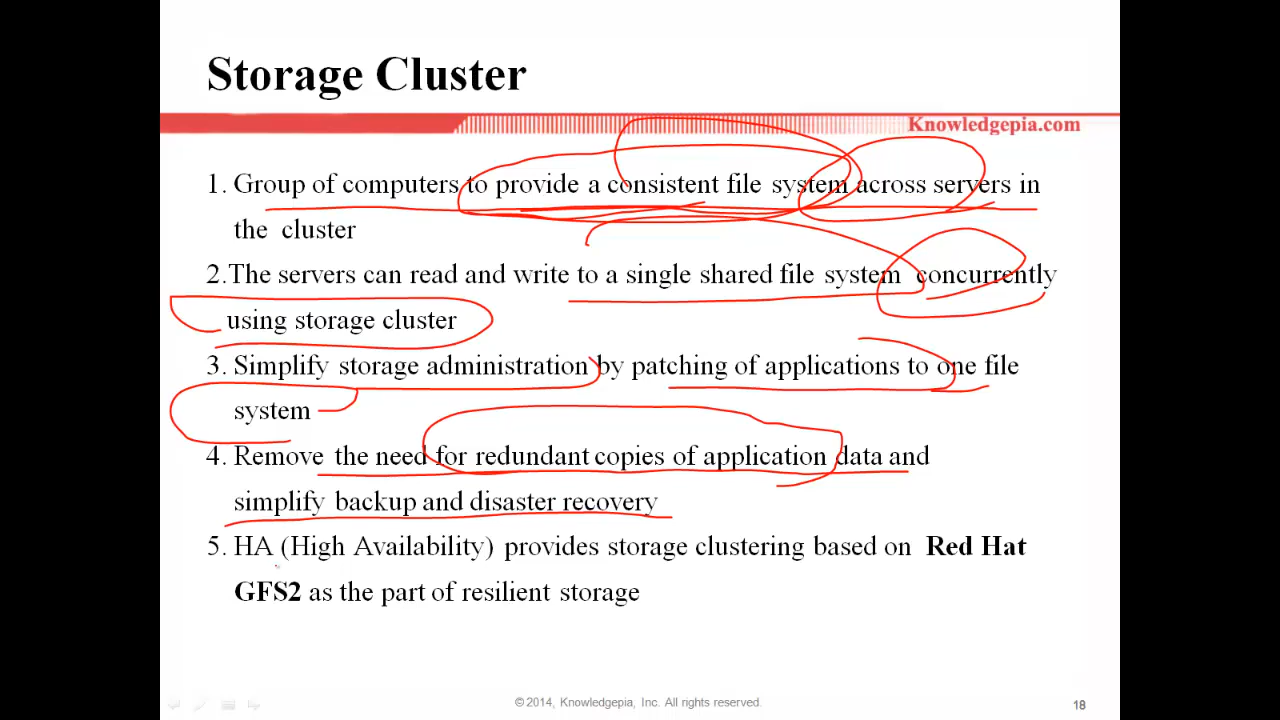 Storage Cluster
Knowledgepia.com
1. Group of computers to provide a consistent file system across servers in
the cluster
2.The servers can read and write to a single shared file system concurrently
using storage cluster
3. Simplify storage administration by patching of applications to one file
system
4. Remove the need for redundant copies of application data and
simplify backup and disaster recovery
5. HA (High Availability) provides storage clustering based on Red Hat
GFS2 as the part of resilient storage
© 2014, Knowledgepia, Inc. All rights reserved.
18